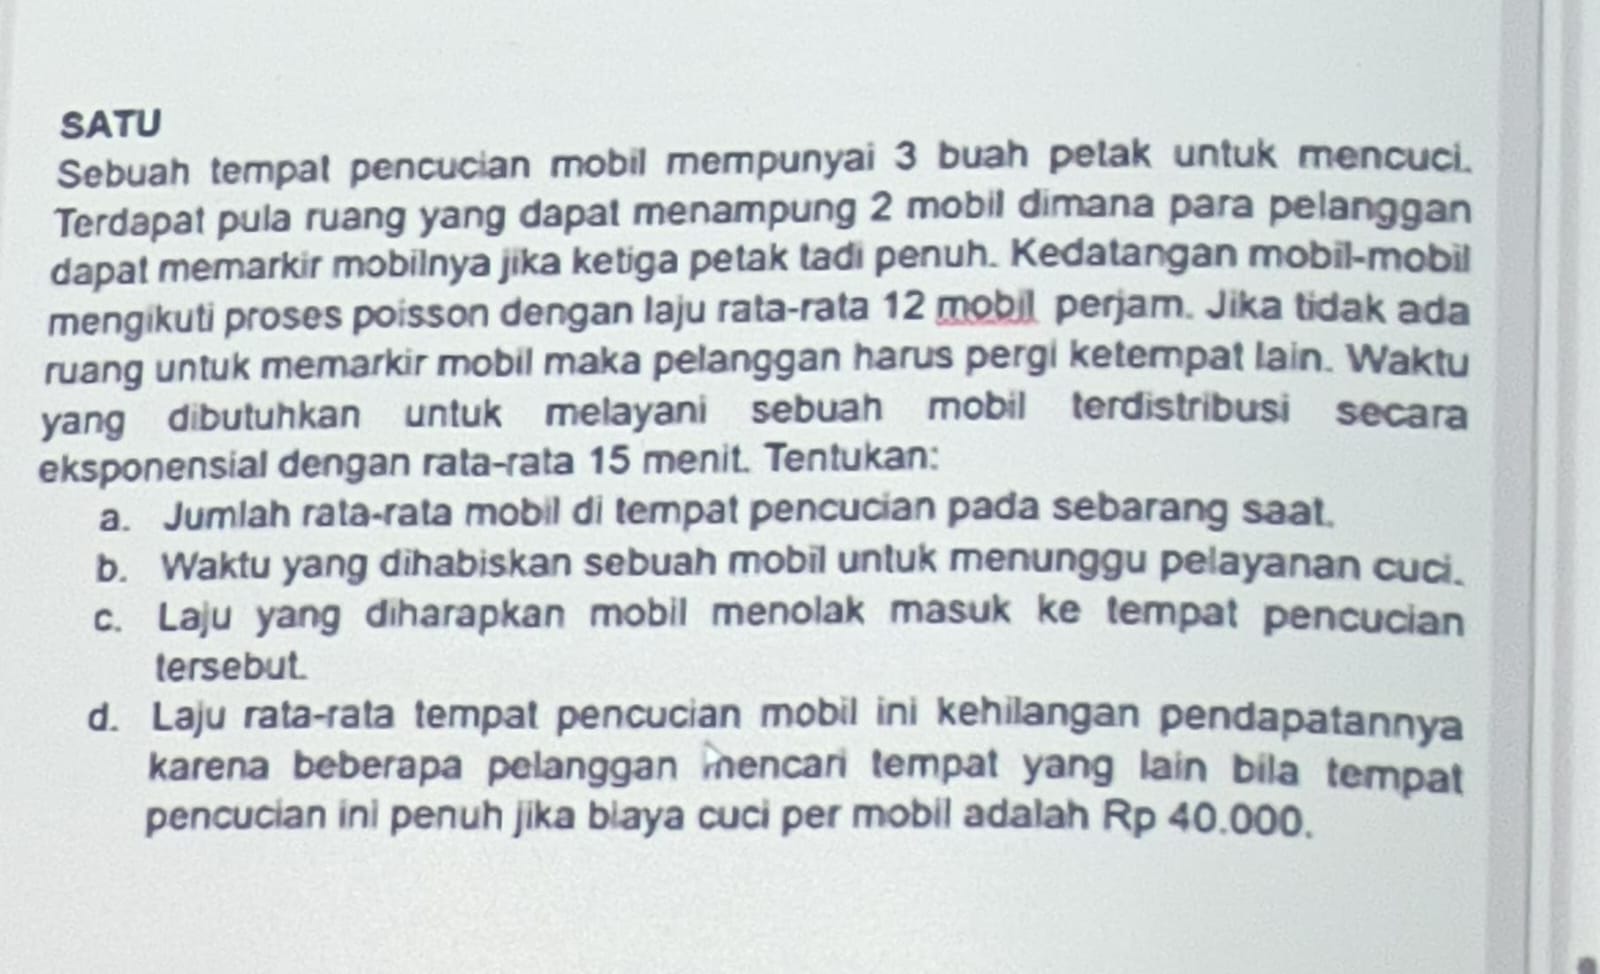 SATU
Sebuah tempat pencucian mobil mempunyai 3 buah petak untuk mencuci.
Terdapat pula ruang yang dapat menampung 2 mobil dimana para pelanggan
dapat memarkir mobilnya jika ketiga petak tadi penuh. Kedatangan mobil-mobil
mengikuti proses poisson dengan laju rata-rata 12 mobil perjam. Jika tidak ada
ruang untuk memarkir mobil maka pelanggan harus pergi ketempat lain. Waktu
yang dibutuhkan untuk melayani sebuah mobil terdistribusi secara
eksponensial dengan rata-rata 15 menit. Tentukan:
a. Jumlah rata-rata mobil di tempat pencucian pada sebarang saat.
b. Waktu yang dihabiskan sebuah mobil untuk menunggu pelayanan cuci.
c. Laju yang diharapkan mobil menolak masuk ke tempat pencucian
tersebut.
d. Laju rata-rata tempat pencucian mobil ini kehilangan pendapatannya
karena beberapa pelanggan mencari tempat yang lain bila tempat
pencucian ini penuh jika biaya cuci per mobil adalah Rp 40.000.